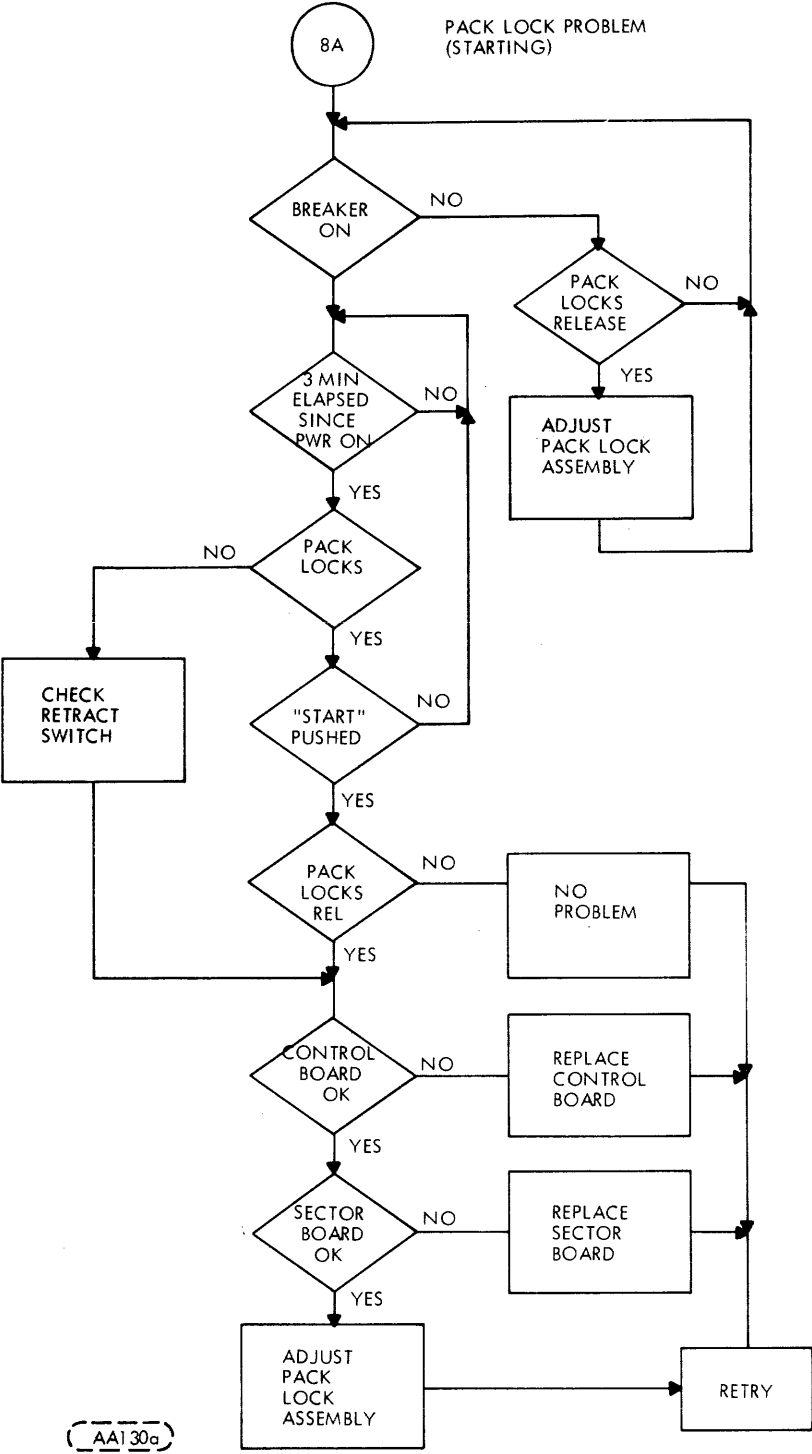 8A
PACK LOCK PROBLEM
(STARTING)
BREAKER
ON
NO
PACK
LOCKS
RELEASE
NO
YES
ADJUST
PACK LOCK
ASSEMBLY
3 MIN
ELAPSED
SINCE
PWR ON
NO
YES
PACK
LOCKS
NO
YES
CHECK
RETRACT
SWITCH
"START"
PUSHED
NO
YES
PACK
LOCKS
REL
NO
NO
PROBLEM
YES
CONTROL
BOARD
OK
NO
REPLACE
CONTROL
BOARD
YES
SECTOR
BOARD
OK
NO
REPLACE
SECTOR
BOARD
YES
ADJUST
PACK
LOCK
ASSEMBLY
RETRY
AA130a